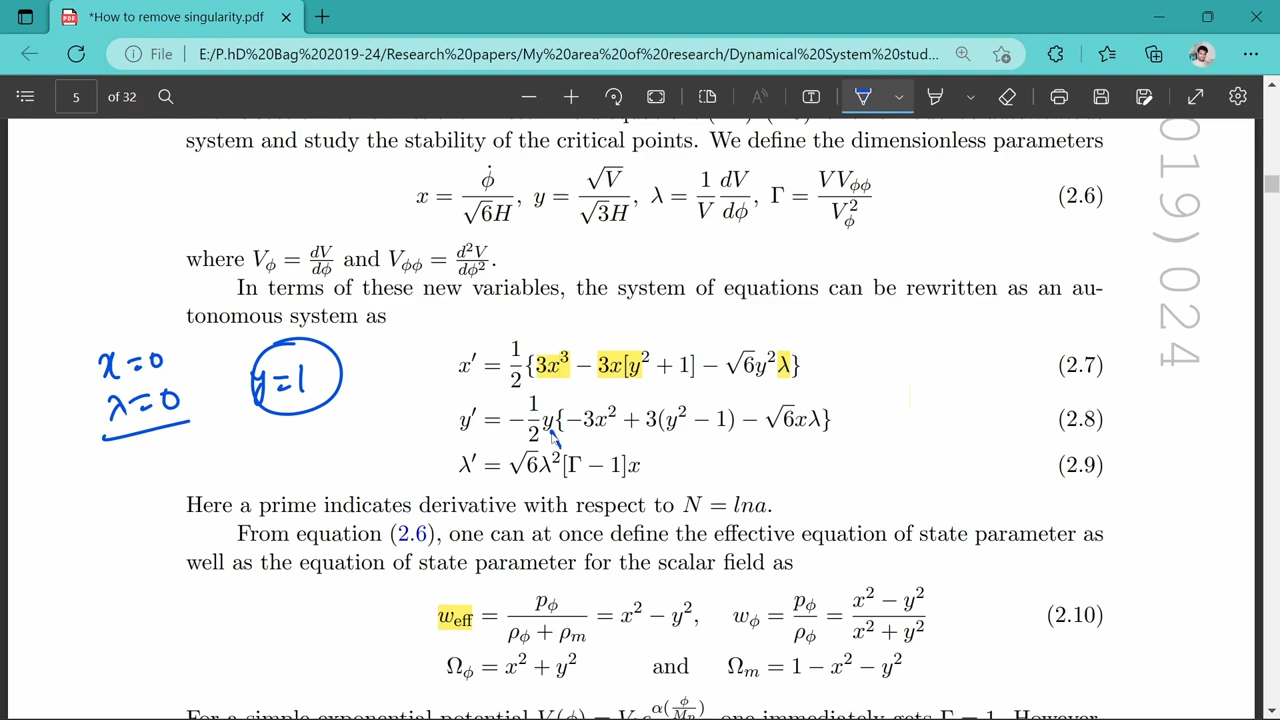 *How to remove singularity.pdf
File E:/P.hD%20Bag%202019-24/Research%20papers/My%20area%20of%20research/Dynamical%20System%20stud...
5 of 32
system and study the stability of the critical points. We define the dimensionless parameters
x = φ̇/(√6H), y = √V/(√3H), λ = (1/V)(dV/dφ), Γ = VV_φφ/V_φ² (2.6)
where V_φ = dV/dφ and V_φφ = d²V/dφ².
In terms of these new variables, the system of equations can be rewritten as an au-
tonomous system as
x = 0
λ = 0
y = 1
x′ = ½{3x³ − 3x[y² + 1] − √6y²λ} (2.7)
y′ = −½y{−3x² + 3(y² − 1) − √6xλ} (2.8)
λ′ = √6λ²[Γ − 1]x (2.9)
Here a prime indicates derivative with respect to N = lna.
From equation (2.6), one can at once define the effective equation of state parameter as
well as the equation of state parameter for the scalar field as
w_eff = p_φ/(ρ_φ + ρ_m) = x² − y², w_φ = p_φ/ρ_φ = (x² − y²)/(x² + y²) (2.10)
Ω_φ = x² + y² and Ω_m = 1 − x² − y²
019) 024